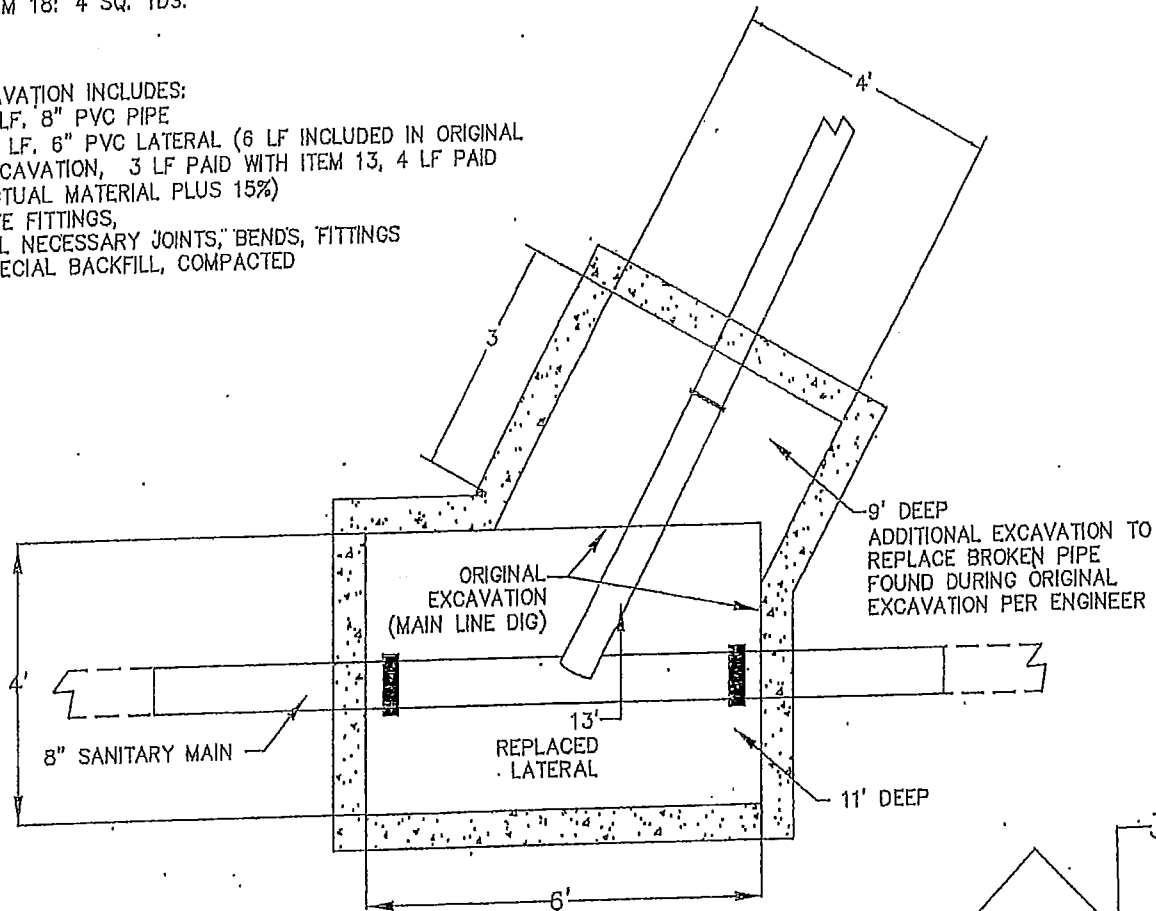 M 18: 4 SQ. YDS.
AVATION INCLUDES:
LF. 8" PVC PIPE
LF. 6" PVC LATERAL (6 LF INCLUDED IN ORIGINAL
CAVATION, 3 LF PAID WITH ITEM 13, 4 LF PAID
CTUAL MATERIAL PLUS 15%)
E FITTINGS,
L NECESSARY JOINTS, BENDS, FITTINGS
ECIAL BACKFILL, COMPACTED
4'
3
9' DEEP
ADDITIONAL EXCAVATION TO
REPLACE BROKEN PIPE
FOUND DURING ORIGINAL
EXCAVATION PER ENGINEER
ORIGINAL
EXCAVATION
(MAIN LINE DIG)
4'
8" SANITARY MAIN
13'
REPLACED
LATERAL
11' DEEP
6'